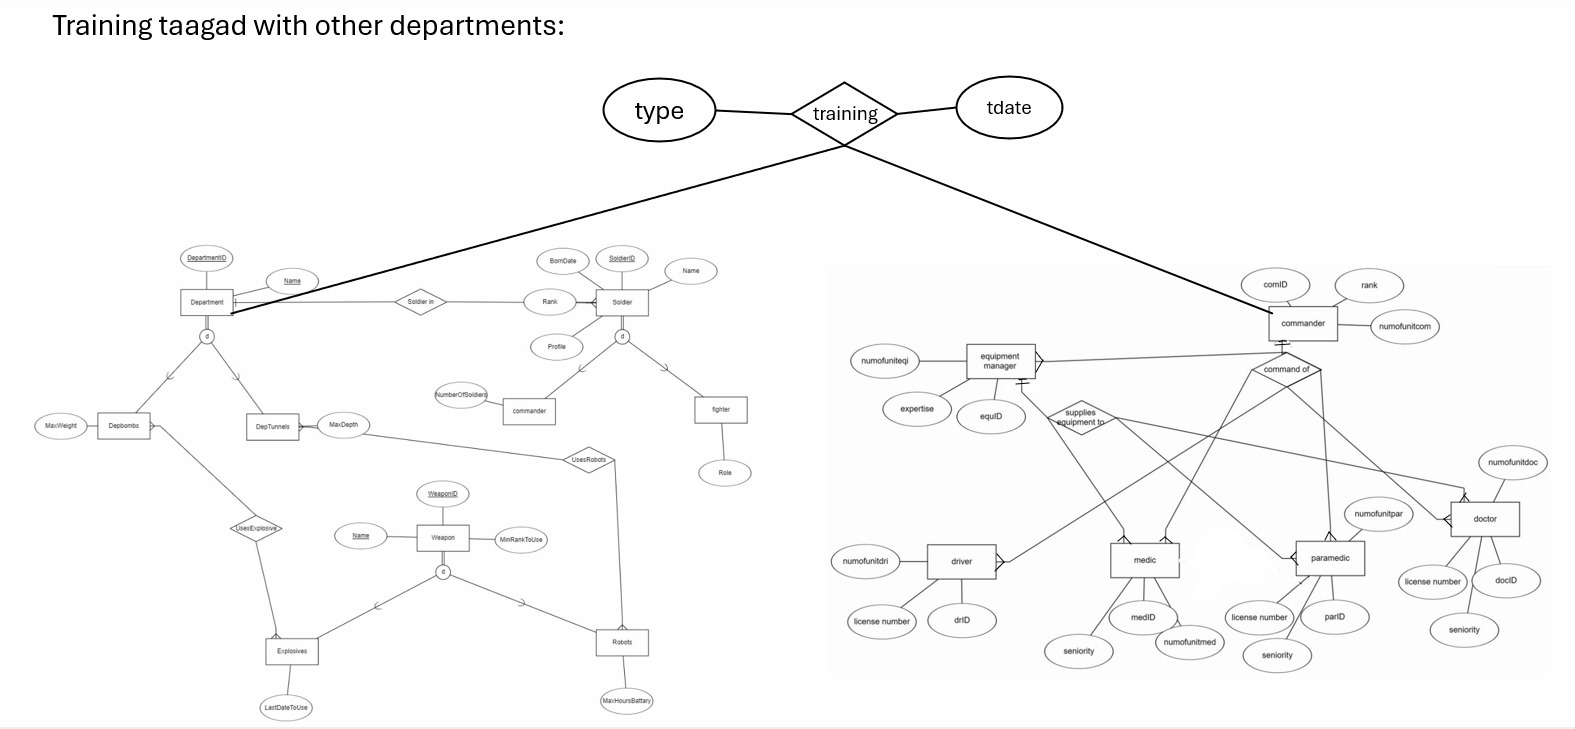 Training taagad with other departments:
type
training
tdate
DepartmentID
Name
Department
Soldier in
BornDate
SoldierID
Name
Rank
Soldier
Profile
d
d
NumberOfSoldiers
commander
fighter
Role
MaxWeight
Depbombs
DepTunnels
MaxDepth
UsesRobots
WeaponID
Name
Weapon
MinRankToUse
UsesExplosive
d
Explosives
Robots
LastDateToUse
MaxHoursBattary
comID
rank
commander
numofunitcom
numofuniteqi
equipment
manager
command of
expertise
equID
supplies
equipment to
numofunitdoc
doctor
numofunitpar
numofunitdri
driver
medic
paramedic
license number
docID
license number
drID
medID
license number
parID
seniority
numofunitmed
seniority
seniority